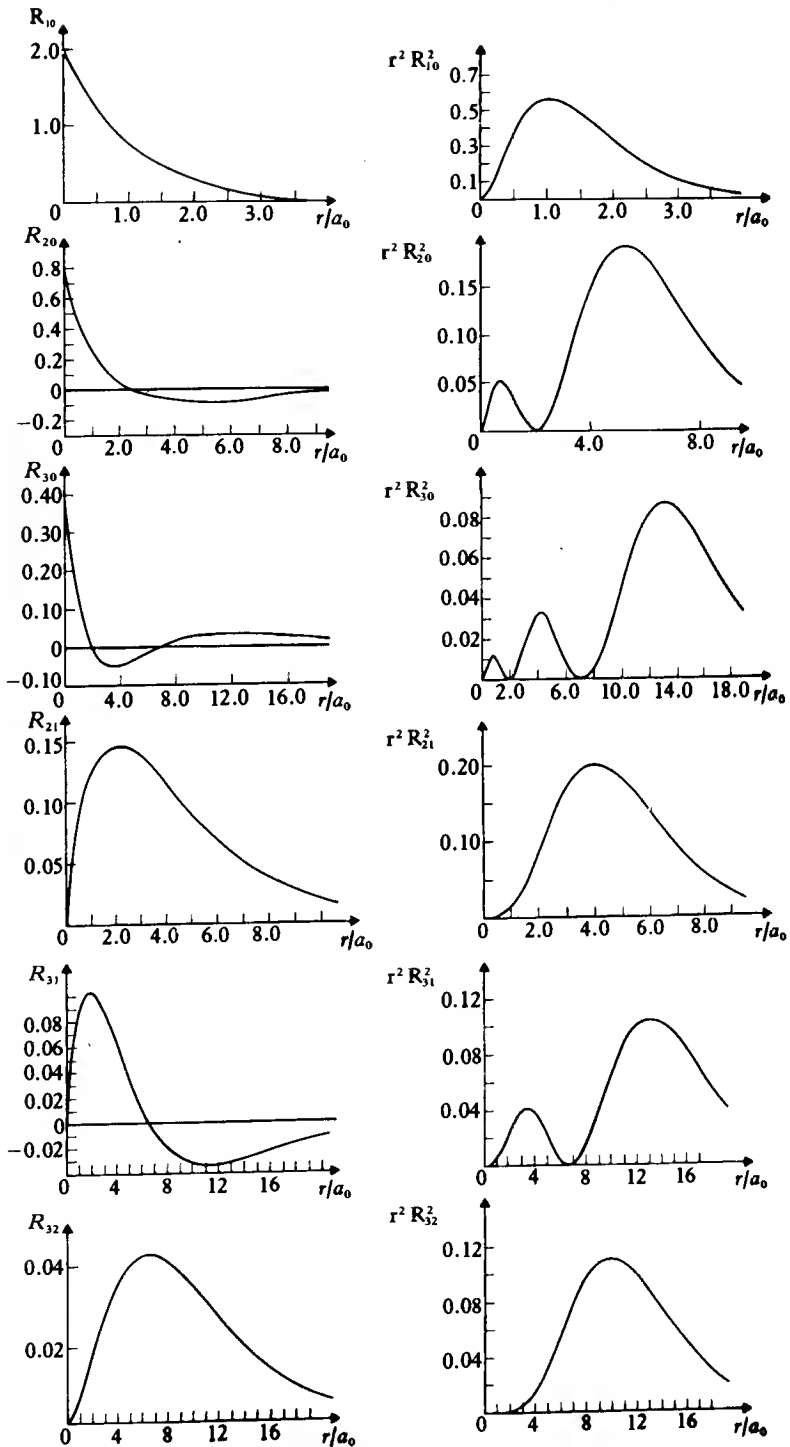 R₁₀
2.0
1.0
0 1.0 2.0 3.0 r/a₀
r² R²₁₀
0.7
0.5
0.3
0.1
0 1.0 2.0 3.0 r/a₀
R₂₀
0.8
0.6
0.4
0.2
0
−0.2
0 2.0 4.0 6.0 8.0 r/a₀
r² R²₂₀
0.15
0.10
0.05
0 4.0 8.0 r/a₀
R₃₀
0.40
0.30
0.20
0.10
0
−0.10
0 4.0 8.0 12.0 16.0 r/a₀
r² R²₃₀
0.08
0.06
0.04
0.02
0 2.0 6.0 10.0 14.0 18.0 r/a₀
R₂₁
0.15
0.10
0.05
0 2.0 4.0 6.0 8.0 r/a₀
r² R²₂₁
0.20
0.10
0 2.0 4.0 6.0 8.0 r/a₀
R₃₁
0.08
0.06
0.04
0.02
0
−0.02
0 4 8 12 16 r/a₀
r² R²₃₁
0.12
0.08
0.04
0 4 8 12 16 r/a₀
R₃₂
0.04
0.02
0 4 8 12 16 r/a₀
r² R²₃₂
0.12
0.08
0.04
0 4 8 12 16 r/a₀